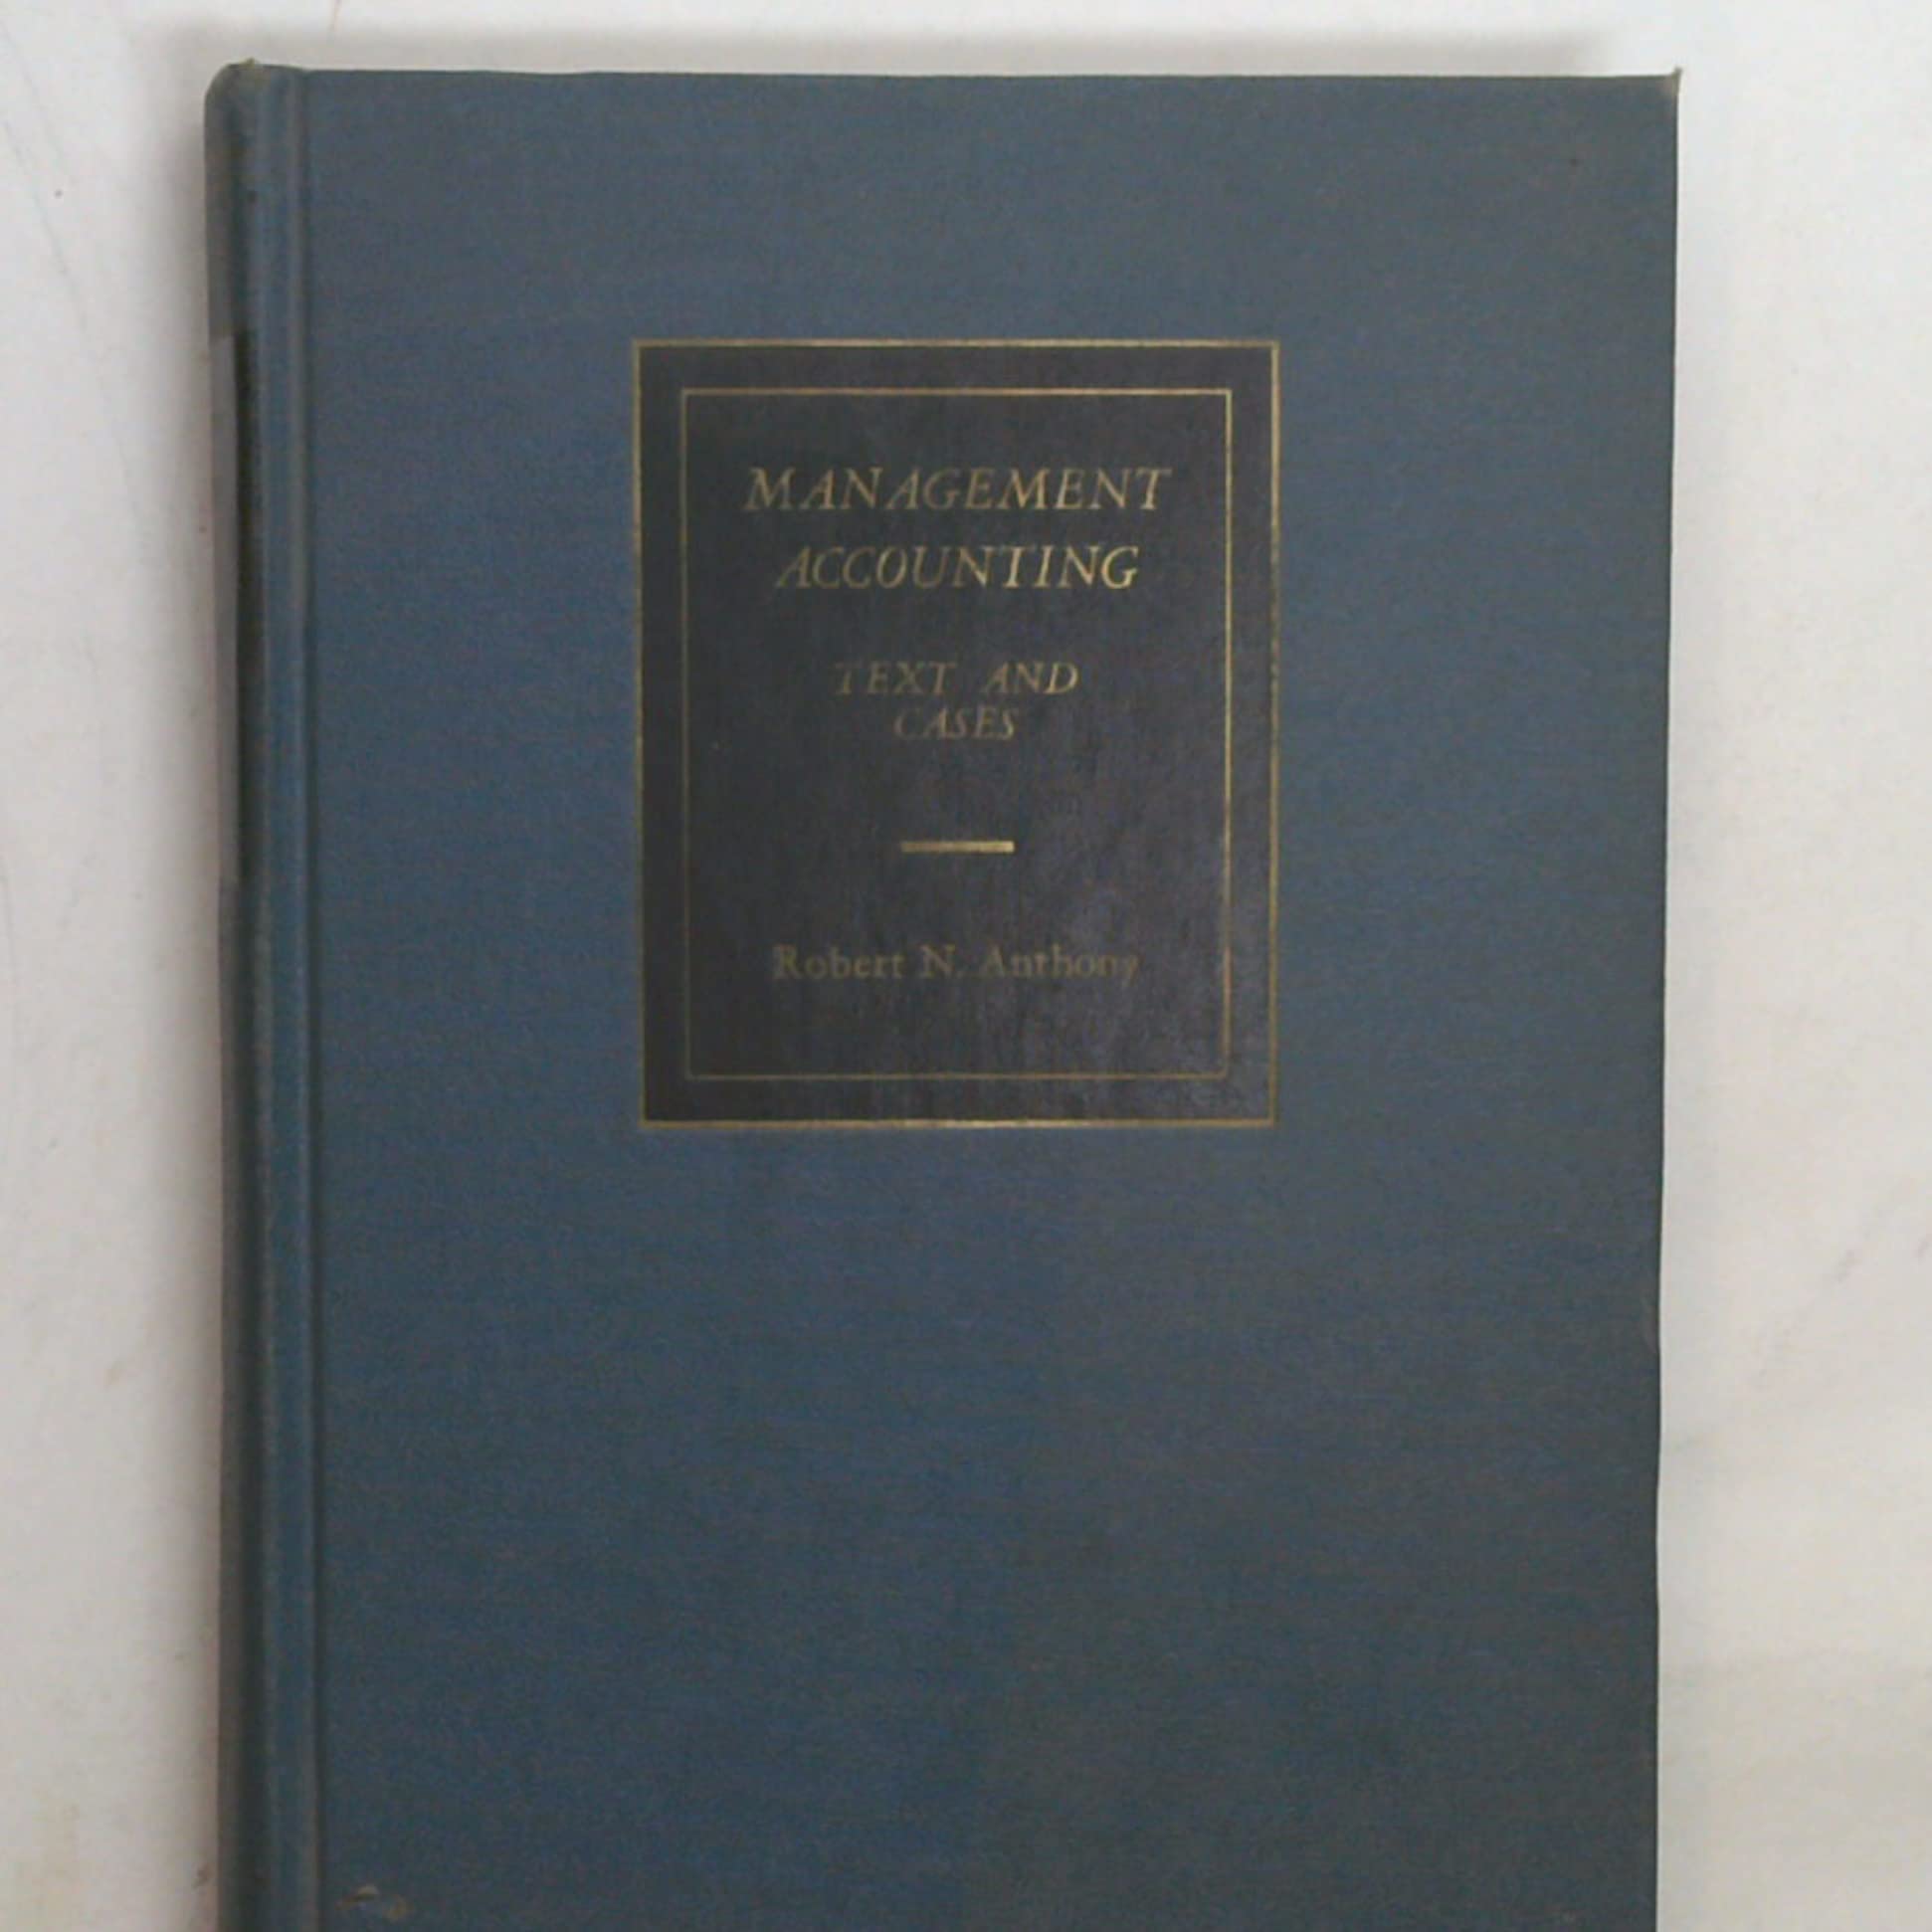 MANAGEMENT
ACCOUNTING
TEXT AND
CASES
Robert N. Anthony